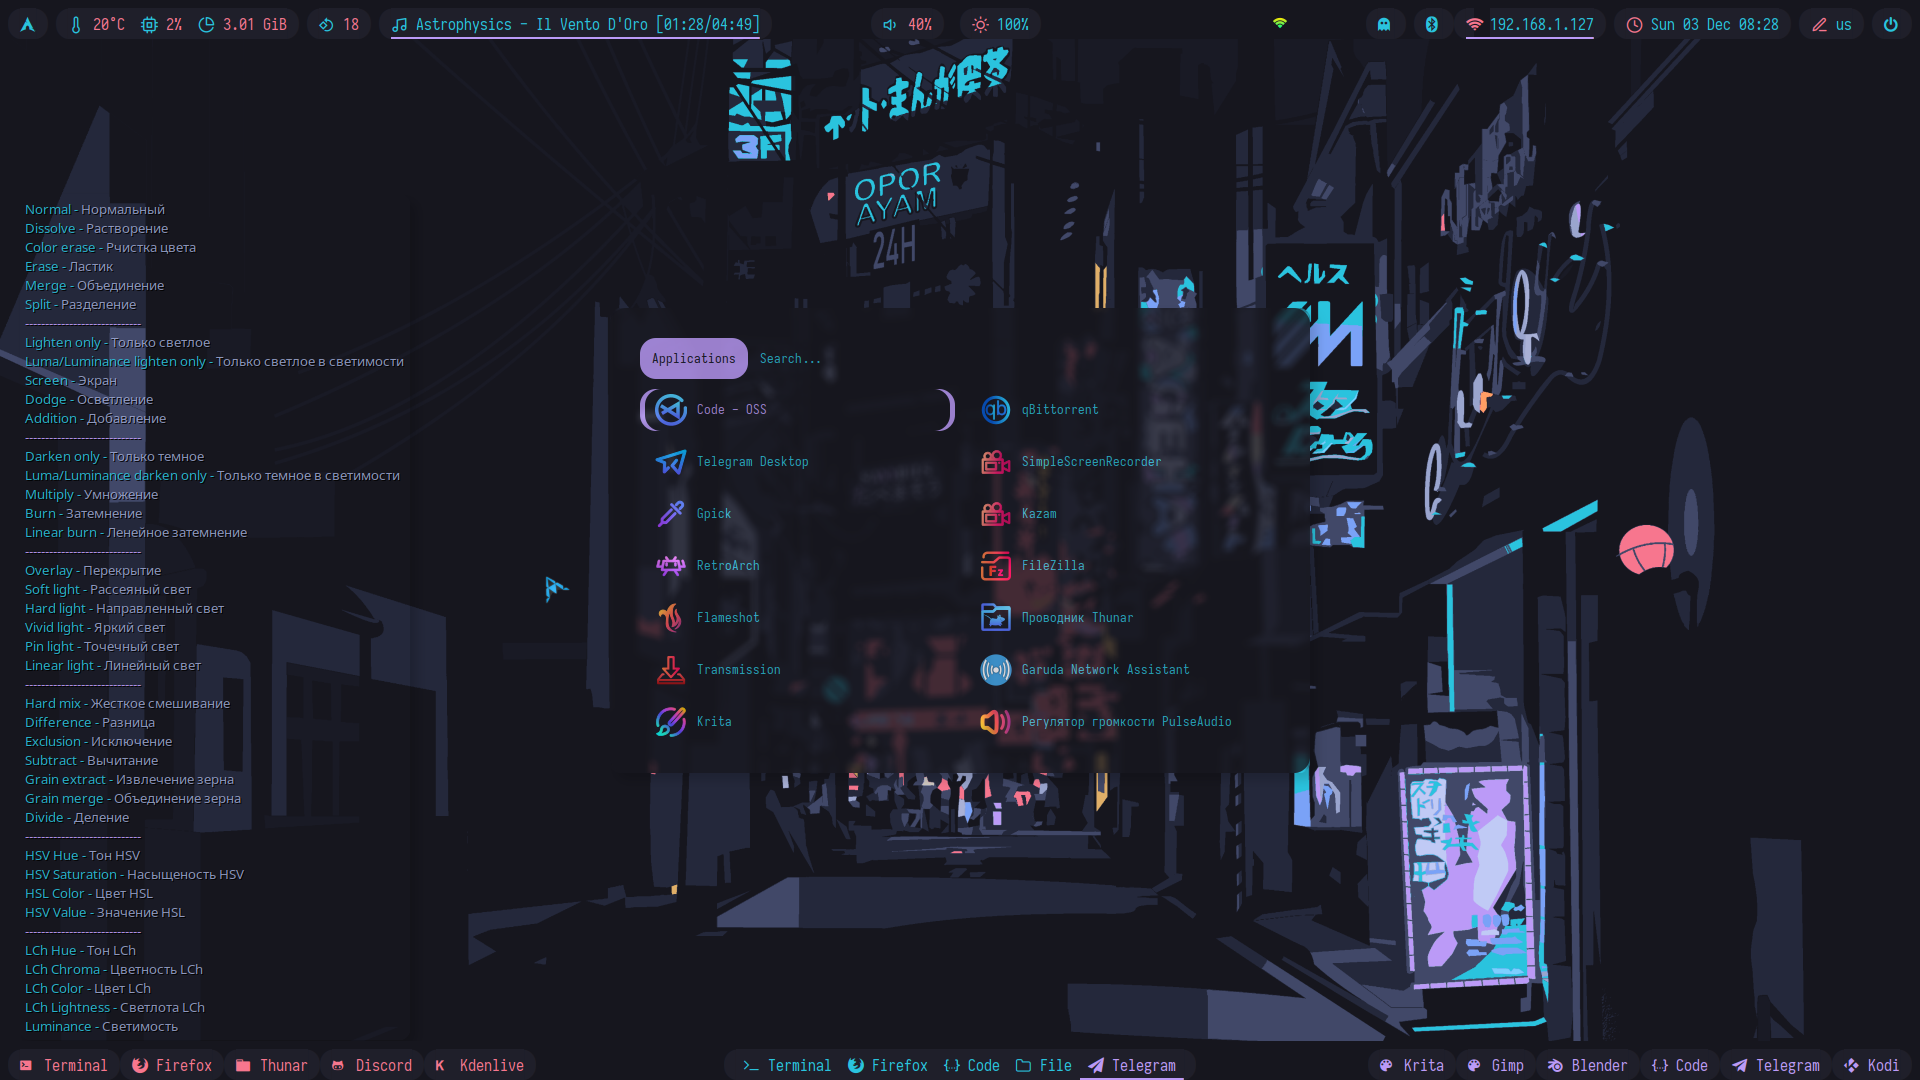 20°C 2% 3.01 GiB 18 Astrophysics - Il Vento D'Oro [01:28/04:49] 40% 100% 192.168.1.127 Sun 03 Dec 08:28 us
OPOR
AYAM
24H
ヘルス
Normal - Нормальный
Dissolve - Растворение
Color erase - Рчистка цвета
Erase - Ластик
Merge - Объединение
Split - Разделение
-----------------------------
Lighten only - Только светлое
Luma/Luminance lighten only - Только светлое в светимости
Screen - Экран
Dodge - Осветление
Addition - Добавление
-----------------------------
Darken only - Только темное
Luma/Luminance darken only - Только темное в светимости
Multiply - Умножение
Burn - Затемнение
Linear burn - Ленейное затемнение
-----------------------------
Overlay - Перекрытие
Soft light - Рассеяный свет
Hard light - Направленный свет
Vivid light - Яркий свет
Pin light - Точечный свет
Linear light - Линейный свет
-----------------------------
Hard mix - Жесткое смешивание
Difference - Разница
Exclusion - Исключение
Subtract - Вычитание
Grain extract - Извлечение зерна
Grain merge - Объединение зерна
Divide - Деление
-----------------------------
HSV Hue - Тон HSV
HSV Saturation - Насыщеность HSV
HSL Color - Цвет HSL
HSV Value - Значение HSL
-----------------------------
LCh Hue - Тон LCh
LCh Chroma - Цветность LCh
LCh Color - Цвет LCh
LCh Lightness - Светлота LCh
Luminance - Светимость
Applications Search...
Code - OSS
Telegram Desktop
Gpick
RetroArch
Flameshot
Transmission
Krita
qBittorrent
SimpleScreenRecorder
Kazam
FileZilla
Проводник Thunar
Garuda Network Assistant
Регулятор громкости PulseAudio
Terminal Firefox Thunar Discord Kdenlive
Terminal Firefox Code File Telegram
Krita Gimp Blender Code Telegram Kodi